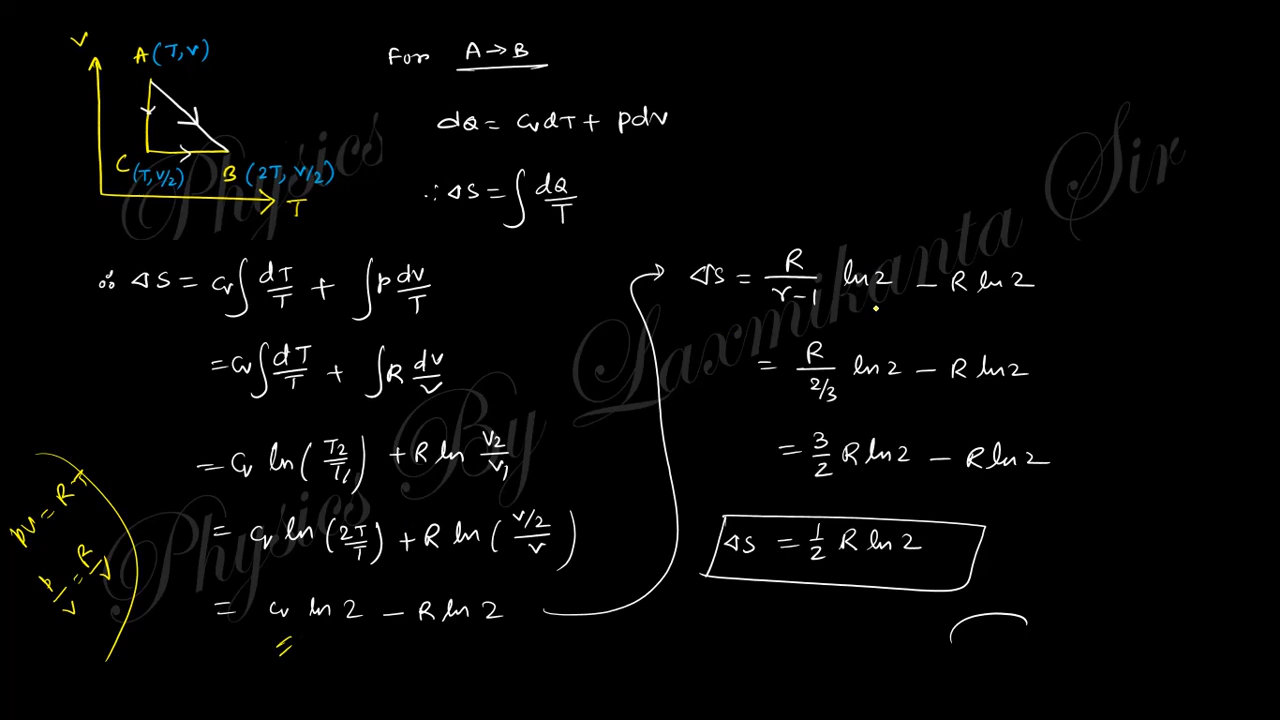 V
A (T, V)
C (T, V/2)
B (2T, V/2)
T
For A → B
dQ = Cv dT + pdv
∴ ΔS = ∫ dQ/T
∴ ΔS = Cv ∫ dT/T + ∫ p dv/T
= Cv ∫ dT/T + ∫ R dv/v
= Cv ln(T2/T1) + R ln V2/V1
= Cv ln(2T/T) + R ln(V/2/V)
= Cv ln 2 − R ln 2
PV = RT
P/V = R/V
ΔS = R/γ−1 ln 2 − R ln 2
= R/2/3 ln 2 − R ln 2
= 3/2 R ln 2 − R ln 2
ΔS = 1/2 R ln 2
Physics
Physics By Laxmikanta Sir